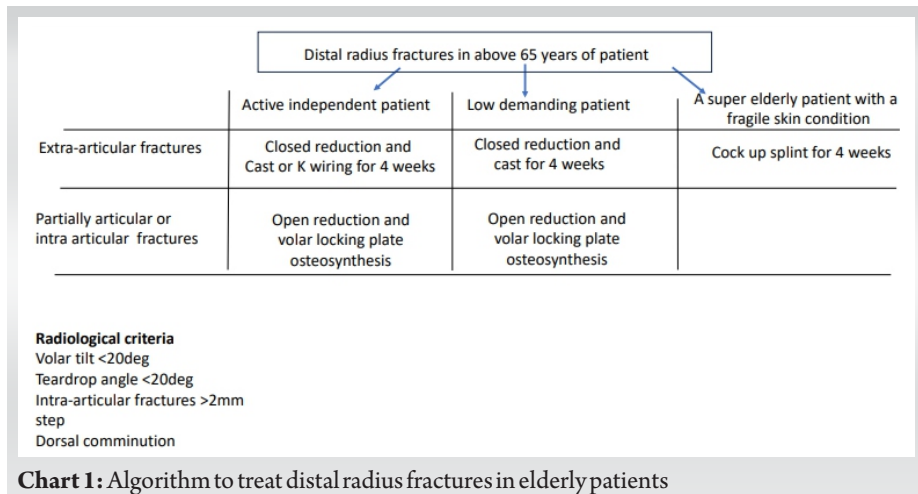 Distal radius fractures in above 65 years of patient
Active independent patient
Low demanding patient
A super elderly patient with a
fragile skin condition
Extra-articular fractures
Closed reduction and
Cast or K wiring for 4 weeks
Closed reduction and
cast for 4 weeks
Cock up splint for 4 weeks
Partially articular or
intra articular fractures
Open reduction and
volar locking plate
osteosynthesis
Open reduction and
volar locking plate
osteosynthesis
Radiological criteria
Volar tilt <20deg
Teardrop angle <20deg
Intra-articular fractures >2mm
step
Dorsal comminution
Chart 1: Algorithm to treat distal radius fractures in elderly patients